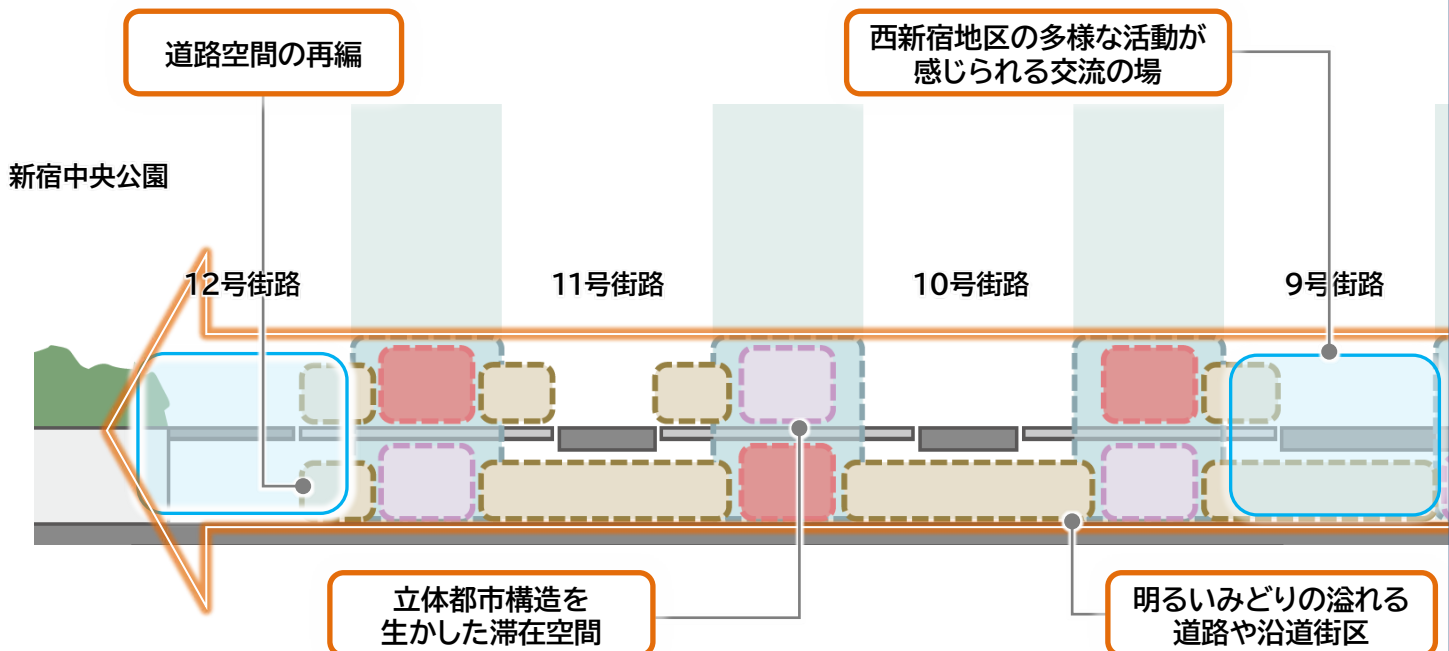 道路空間の再編
西新宿地区の多様な活動が
感じられる交流の場
新宿中央公園
12号街路
11号街路
10号街路
9号街路
立体都市構造を
生かした滞在空間
明るいみどりの溢れる
道路や沿道街区